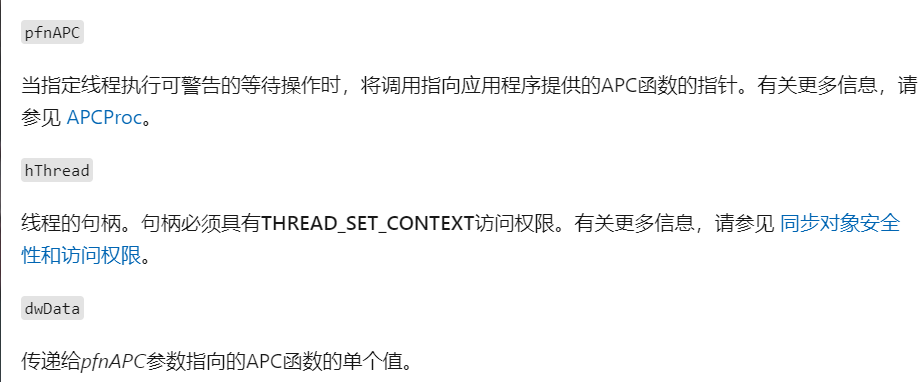 pfnAPC
当指定线程执行可警告的等待操作时，将调用指向应用程序提供的APC函数的指针。有关更多信息，请
参见 APCProc。
hThread
线程的句柄。句柄必须具有THREAD_SET_CONTEXT访问权限。有关更多信息，请参见 同步对象安全
性和访问权限。
dwData
传递给pfnAPC参数指向的APC函数的单个值。